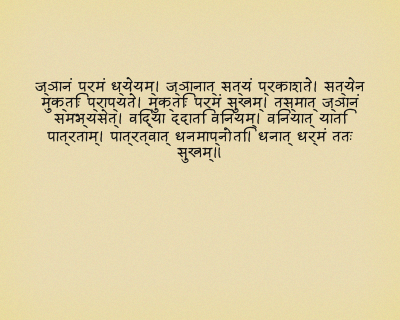 ज्ञानं परमं ध्येयम्। ज्ञानात् सत्यं प्रकाशते। सत्येन
मुक्तिः प्राप्यते। मुक्तिः परमं सुखम्। तस्मात् ज्ञानं
समभ्यसेत्। विद्या ददाति विनयम्। विनयात् याति
पात्रताम्। पात्रत्वात् धनमाप्नोति। धनात् धर्मं ततः
सुखम्॥